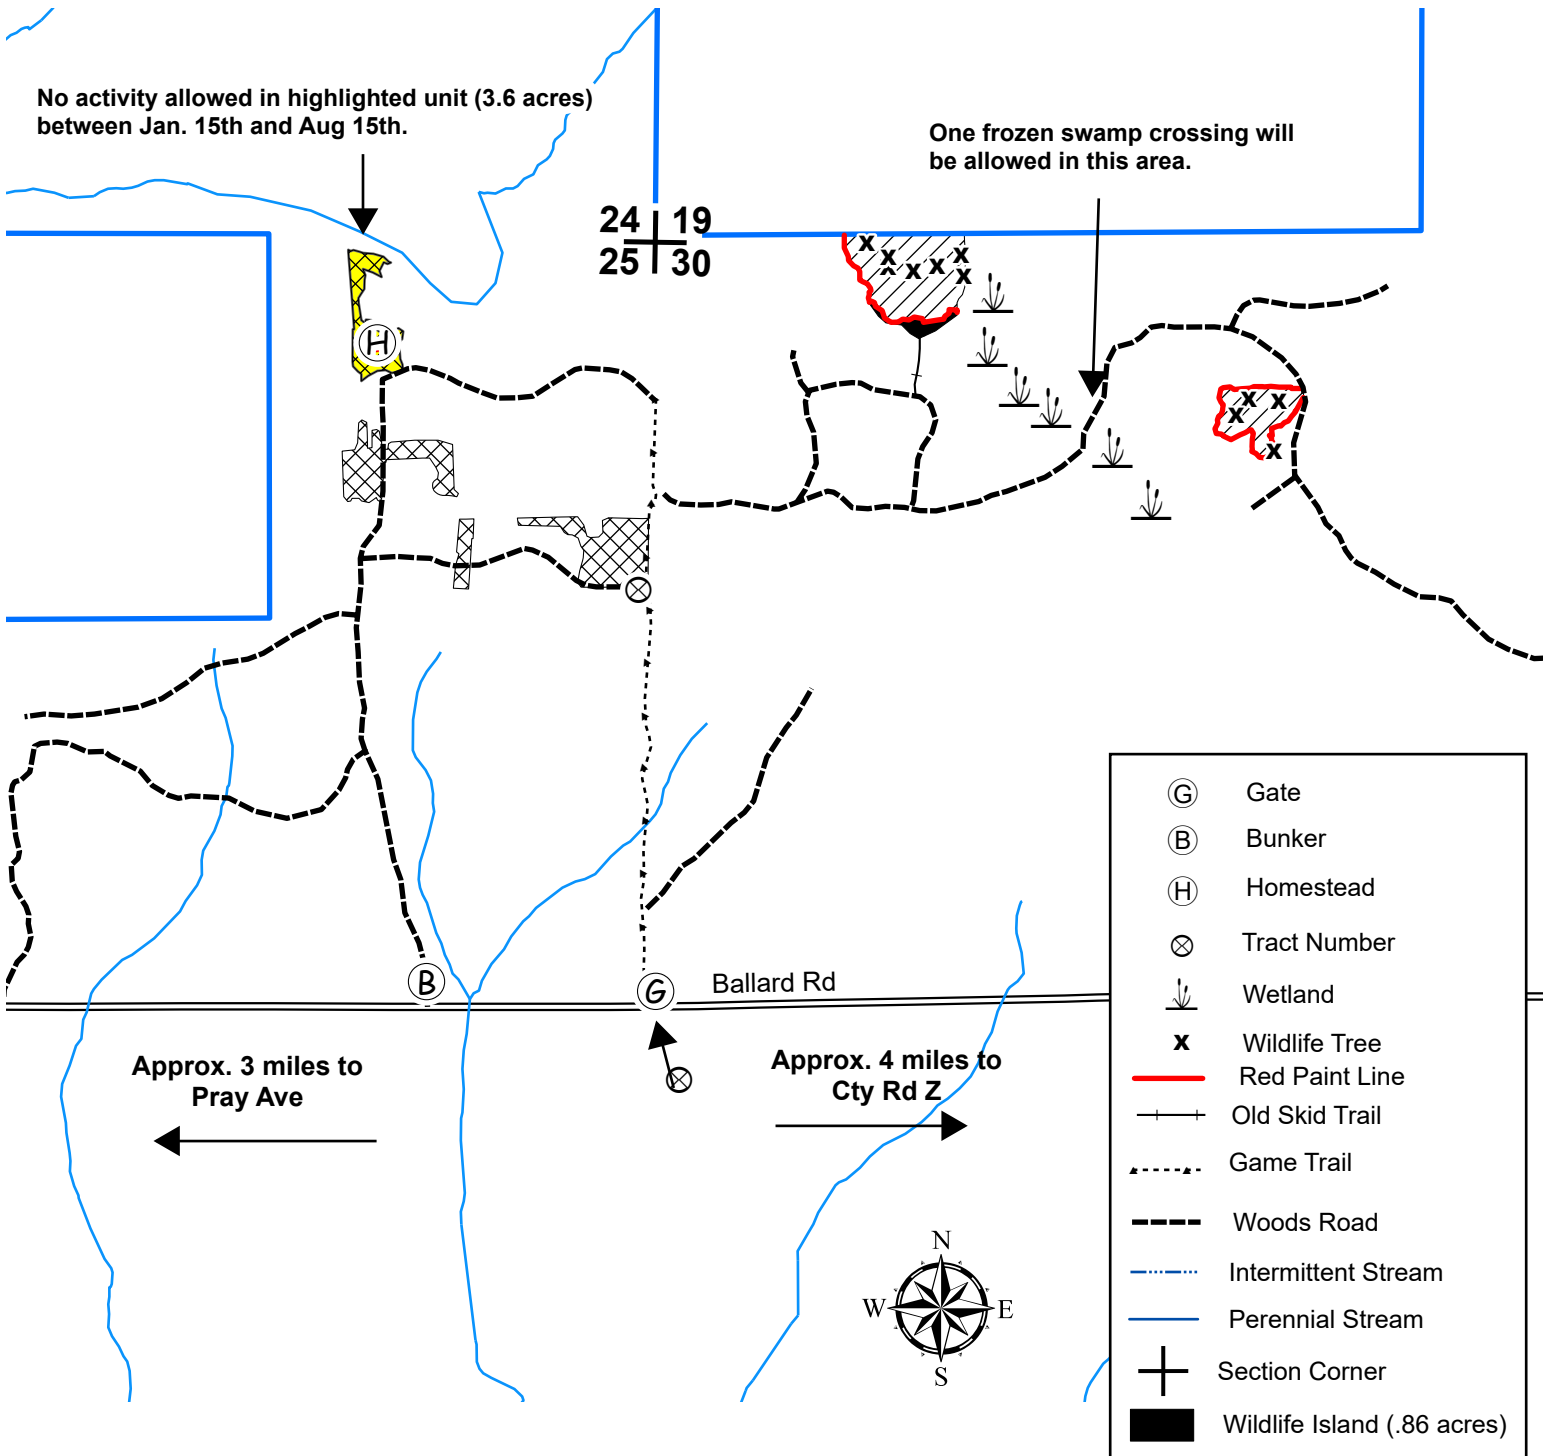 No activity allowed in highlighted unit (3.6 acres)
between Jan. 15th and Aug 15th.
One frozen swamp crossing will
be allowed in this area.
24 19
25 30
H
B
G
Ballard Rd
Approx. 3 miles to
Pray Ave
Approx. 4 miles to
Cty Rd Z
N
W E
S
G Gate
B Bunker
H Homestead
Tract Number
Wetland
x Wildlife Tree
Red Paint Line
Old Skid Trail
Game Trail
Woods Road
Intermittent Stream
Perennial Stream
Section Corner
Wildlife Island (.86 acres)